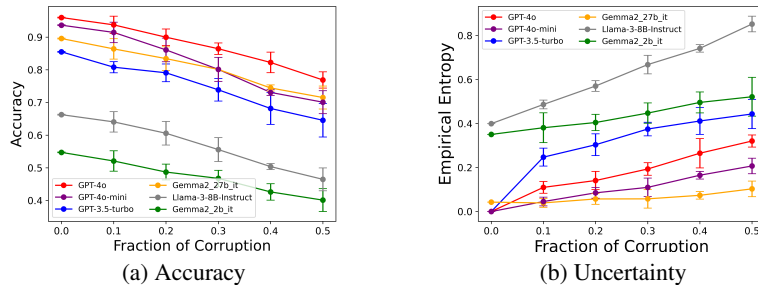 0.9
0.8
0.7
0.6
0.5
0.4
Accuracy
GPT-4o
GPT-4o-mini
GPT-3.5-turbo
Gemma2_27b_it
Llama-3-8B-Instruct
Gemma2_2b_it
0.0 0.1 0.2 0.3 0.4 0.5
Fraction of Corruption
(a) Accuracy
0.8
0.6
0.4
0.2
0.0
Empirical Entropy
GPT-4o
GPT-4o-mini
GPT-3.5-turbo
Gemma2_27b_it
Llama-3-8B-Instruct
Gemma2_2b_it
0.0 0.1 0.2 0.3 0.4 0.5
Fraction of Corruption
(b) Uncertainty